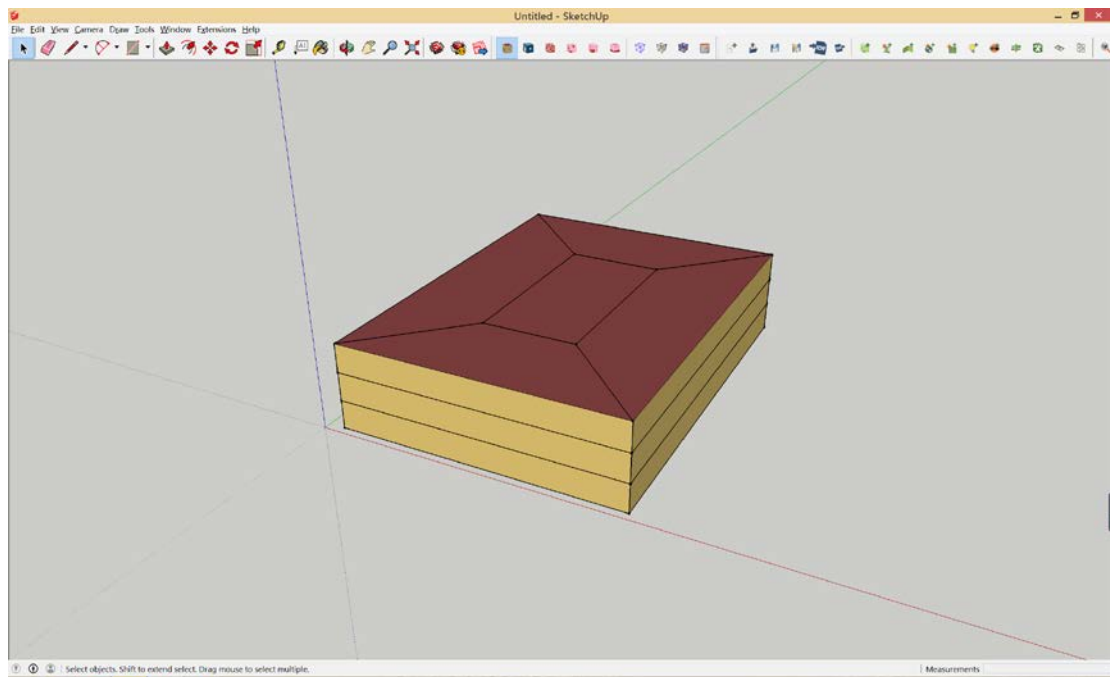 Untitled - SketchUp
File Edit View Camera Draw Tools Window Extensions Help
Select objects. Shift to extend select. Drag mouse to select multiple.
Measurements